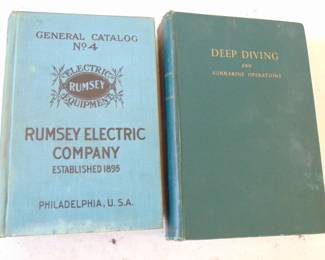 GENERAL CATALOG
No 4
ELECTRIC
RUMSEY
EQUIPMENT
RUMSEY ELECTRIC
COMPANY
ESTABLISHED 1895
PHILADELPHIA, U.S.A.
DEEP DIVING
AND
SUBMARINE OPERATIONS